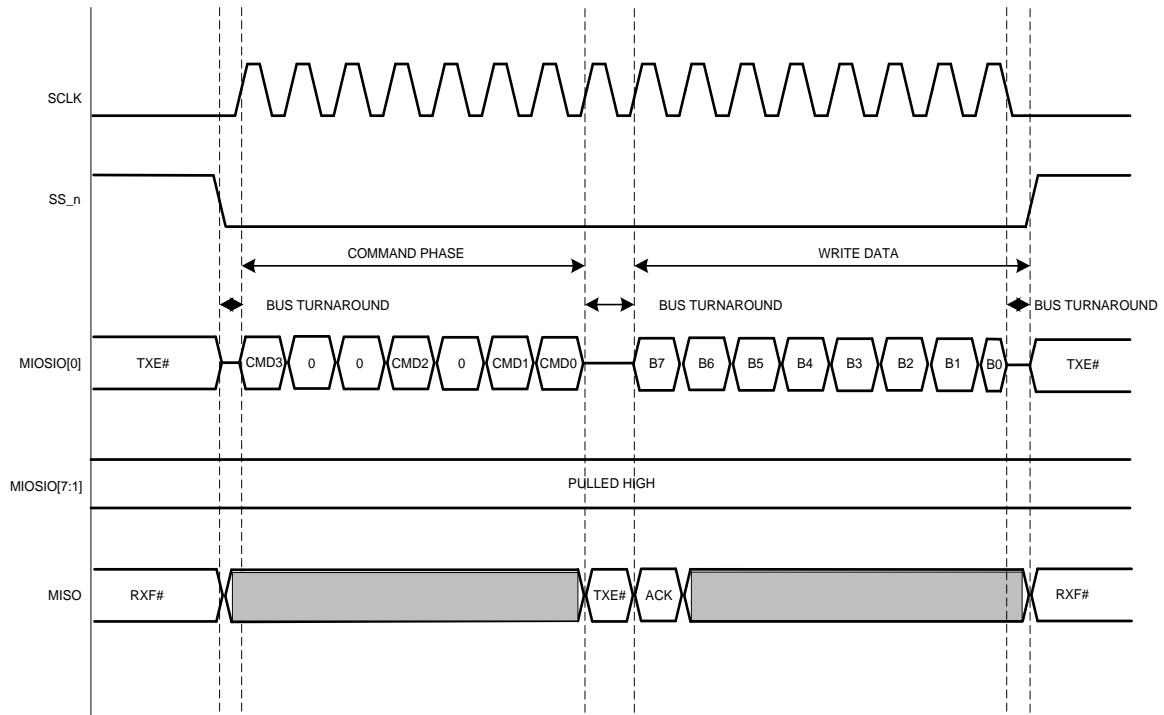 SCLK
SS_n
COMMAND PHASE WRITE DATA
BUS TURNAROUND BUS TURNAROUND BUS TURNAROUND
MIOSIO[0] TXE# CMD3 0 0 CMD2 0 CMD1 CMD0 B7 B6 B5 B4 B3 B2 B1 B0 TXE#
MIOSIO[7:1] PULLED HIGH
MISO RXF# TXE# ACK RXF#